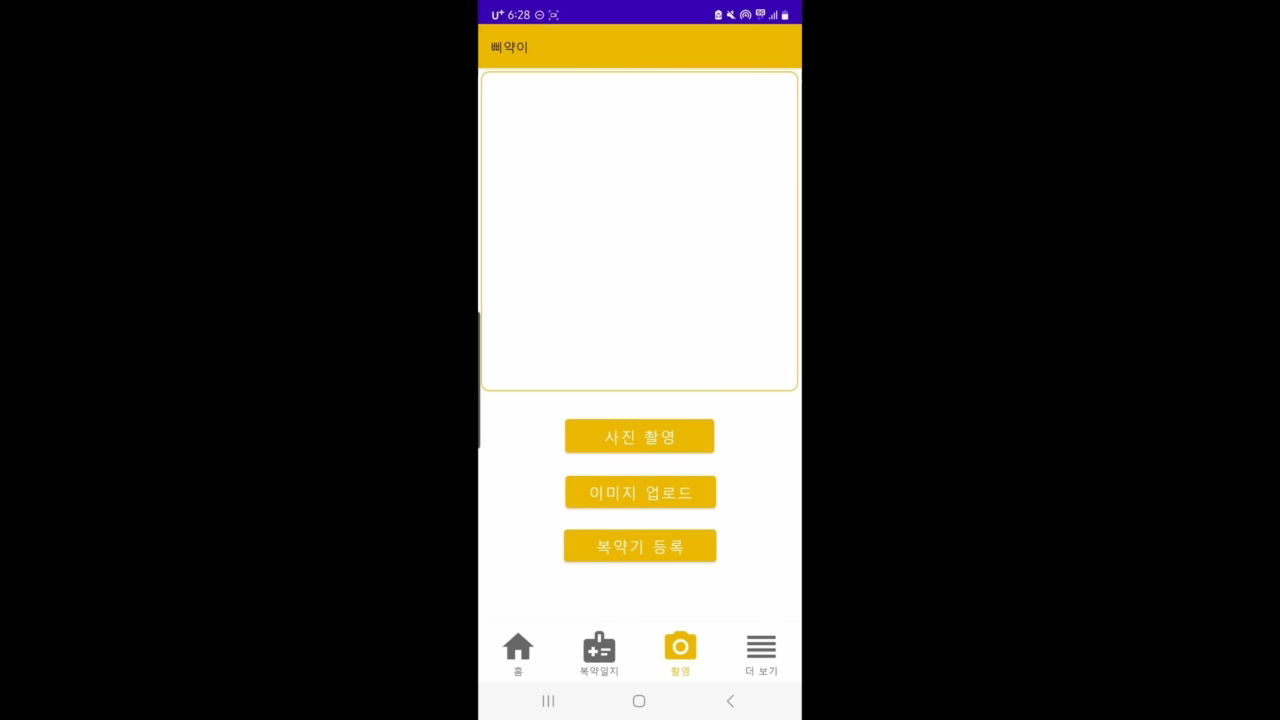 U+ 6:28
5G
삐약이
사진 촬영
이미지 업로드
복약기 등록
홈
복약일지
촬영
더 보기